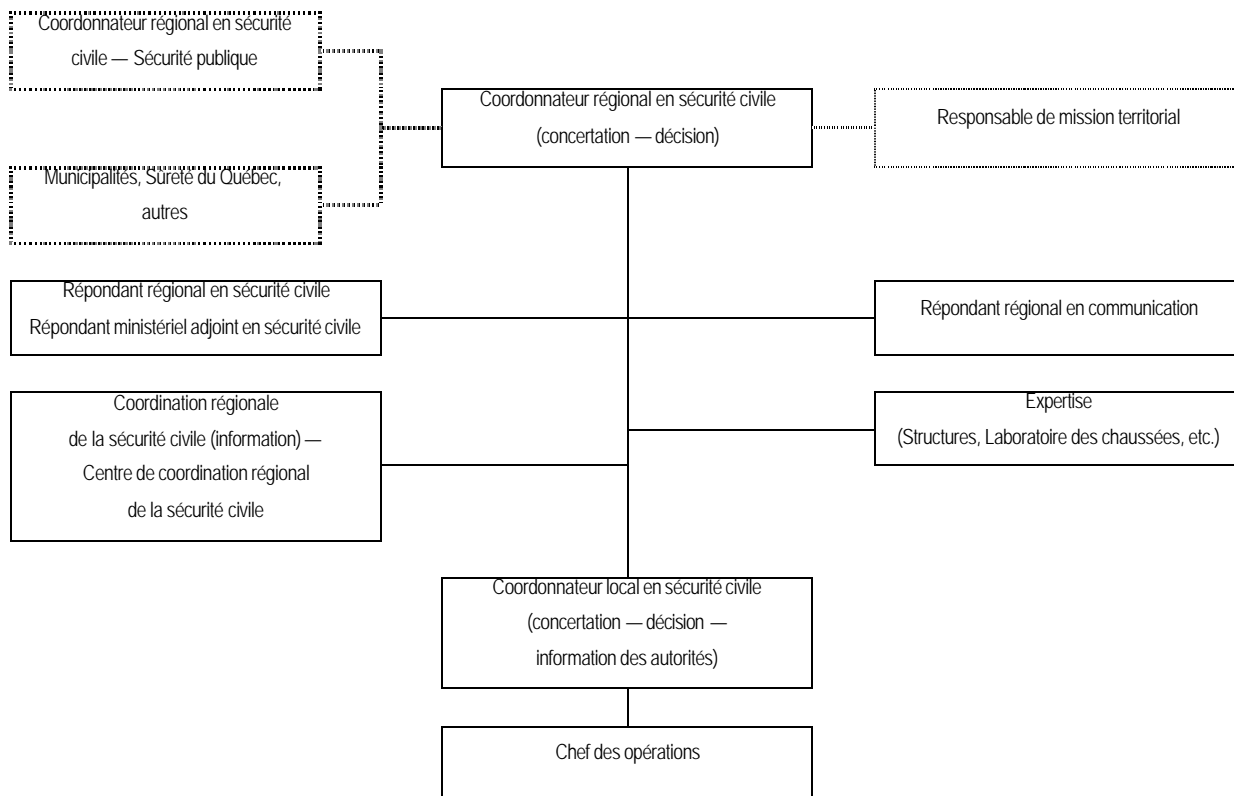 Coordonnateur régional en sécurité
civile — Sécurité publique
Coordonnateur régional en sécurité civile
(concertation — décision)
Responsable de mission territorial
Municipalités, Sûreté du Québec,
autres
Répondant régional en sécurité civile
Répondant ministériel adjoint en sécurité civile
Répondant régional en communication
Coordination régionale
de la sécurité civile (information) —
Centre de coordination régional
de la sécurité civile
Expertise
(Structures, Laboratoire des chaussées, etc.)
Coordonnateur local en sécurité civile
(concertation — décision —
information des autorités)
Chef des opérations